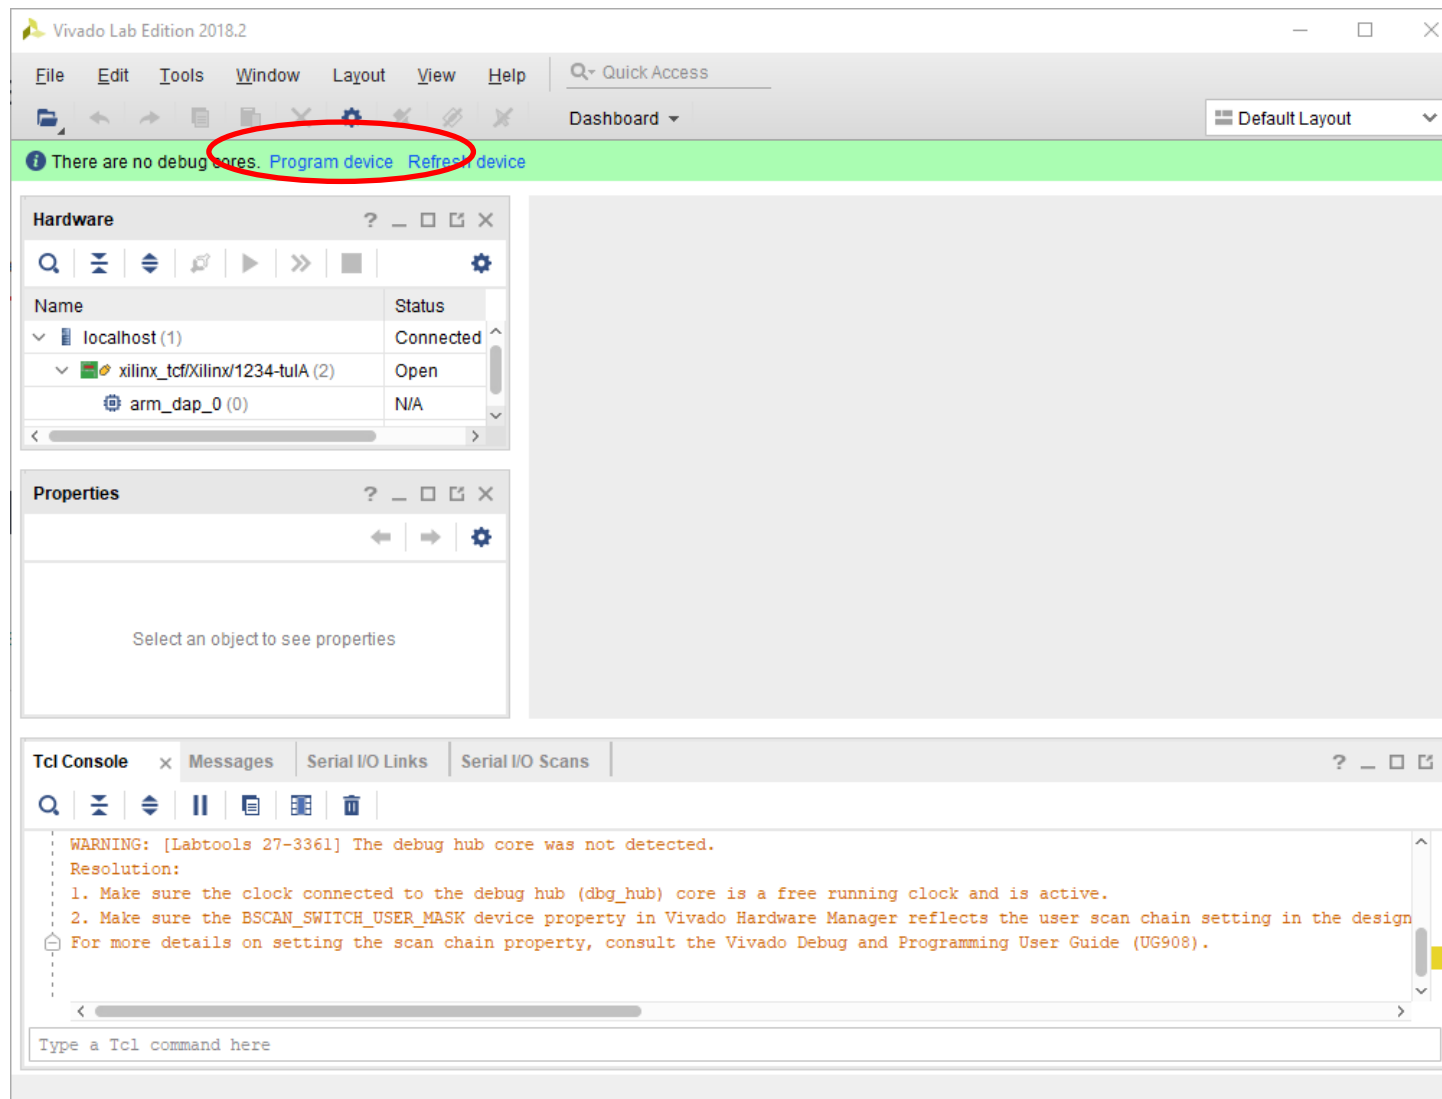 Vivado Lab Edition 2018.2
File Edit Tools Window Layout View Help Quick Access
Dashboard Default Layout
There are no debug cores. Program device Refresh device
Hardware
Name Status
localhost (1) Connected
xilinx_tcf/Xilinx/1234-tulA (2) Open
arm_dap_0 (0) N/A
Properties
Select an object to see properties
Tcl Console Messages Serial I/O Links Serial I/O Scans
WARNING: [Labtools 27-3361] The debug hub core was not detected.
Resolution:
1. Make sure the clock connected to the debug hub (dbg_hub) core is a free running clock and is active.
2. Make sure the BSCAN_SWITCH_USER_MASK device property in Vivado Hardware Manager reflects the user scan chain setting in the design
For more details on setting the scan chain property, consult the Vivado Debug and Programming User Guide (UG908).
Type a Tcl command here